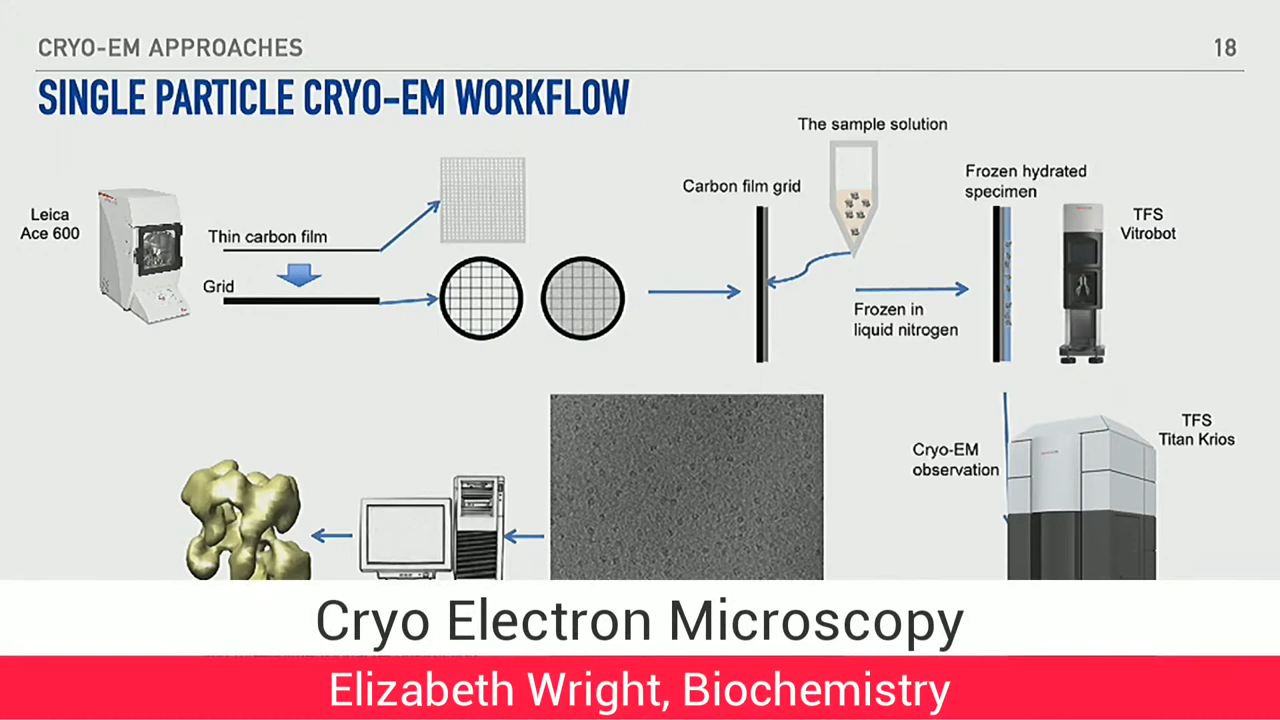 CRYO-EM APPROACHES
18
SINGLE PARTICLE CRYO-EM WORKFLOW
The sample solution
Leica
Ace 600
Thin carbon film
Grid
Carbon film grid
Frozen in
liquid nitrogen
Frozen hydrated
specimen
TFS
Vitrobot
Cryo-EM
observation
TFS
Titan Krios
Cryo Electron Microscopy
Elizabeth Wright, Biochemistry